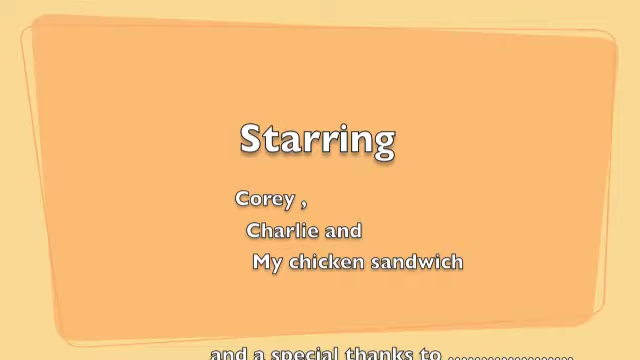 Starring
Corey ,
Charlie and
My chicken sandwich
and a special thanks to ...................